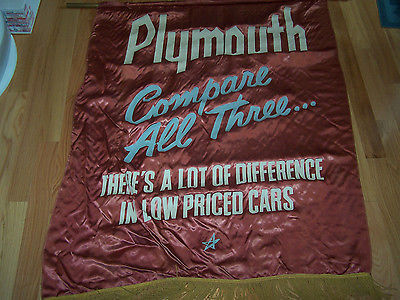 Plymouth
Compare
All Three...
THERE'S A LOT OF DIFFERENCE
IN LOW PRICED CARS